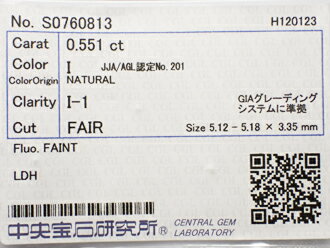 No. S0760813 H120123
Carat 0.551 ct
Color I JJA/AGL認定No.201
ColorOrigin NATURAL
Clarity I-1 GIAグレーディング
システムに準拠
Cut FAIR Size 5.12 - 5.18 × 3.35 mm
Fluo. FAINT
LDH
中央宝石研究所® CENTRAL GEM
LABORATORY